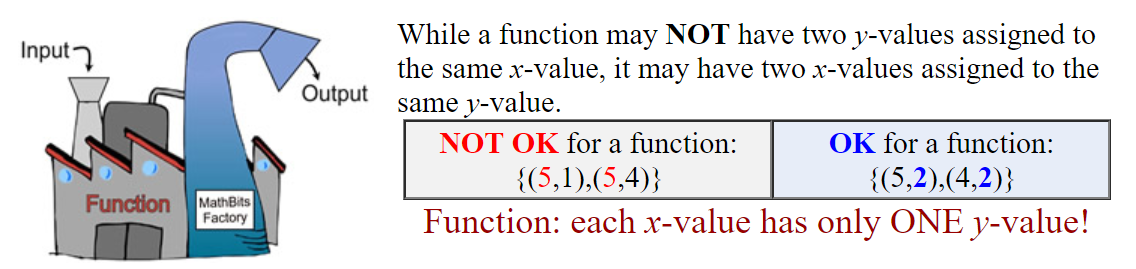 Input
Output
Function
MathBits
Factory
While a function may NOT have two y-values assigned to
the same x-value, it may have two x-values assigned to the
same y-value.
NOT OK for a function:
{(5,1),(5,4)}
OK for a function:
{(5,2),(4,2)}
Function: each x-value has only ONE y-value!